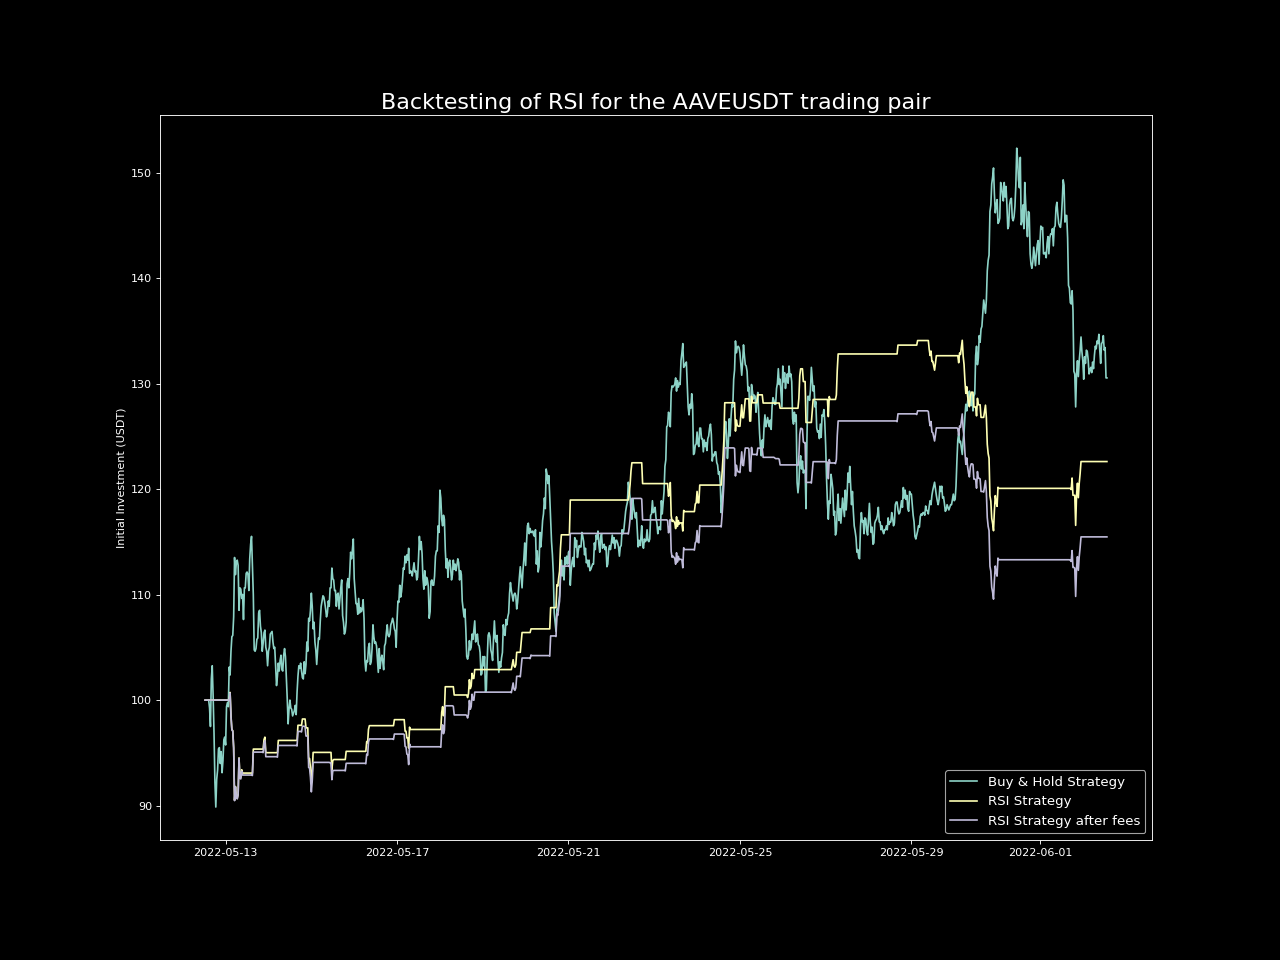 Backtesting of RSI for the AAVEUSDT trading pair
Initial Investment (USDT)
150
140
130
120
110
100
90
2022-05-13
2022-05-17
2022-05-21
2022-05-25
2022-05-29
2022-06-01
Buy & Hold Strategy
RSI Strategy
RSI Strategy after fees